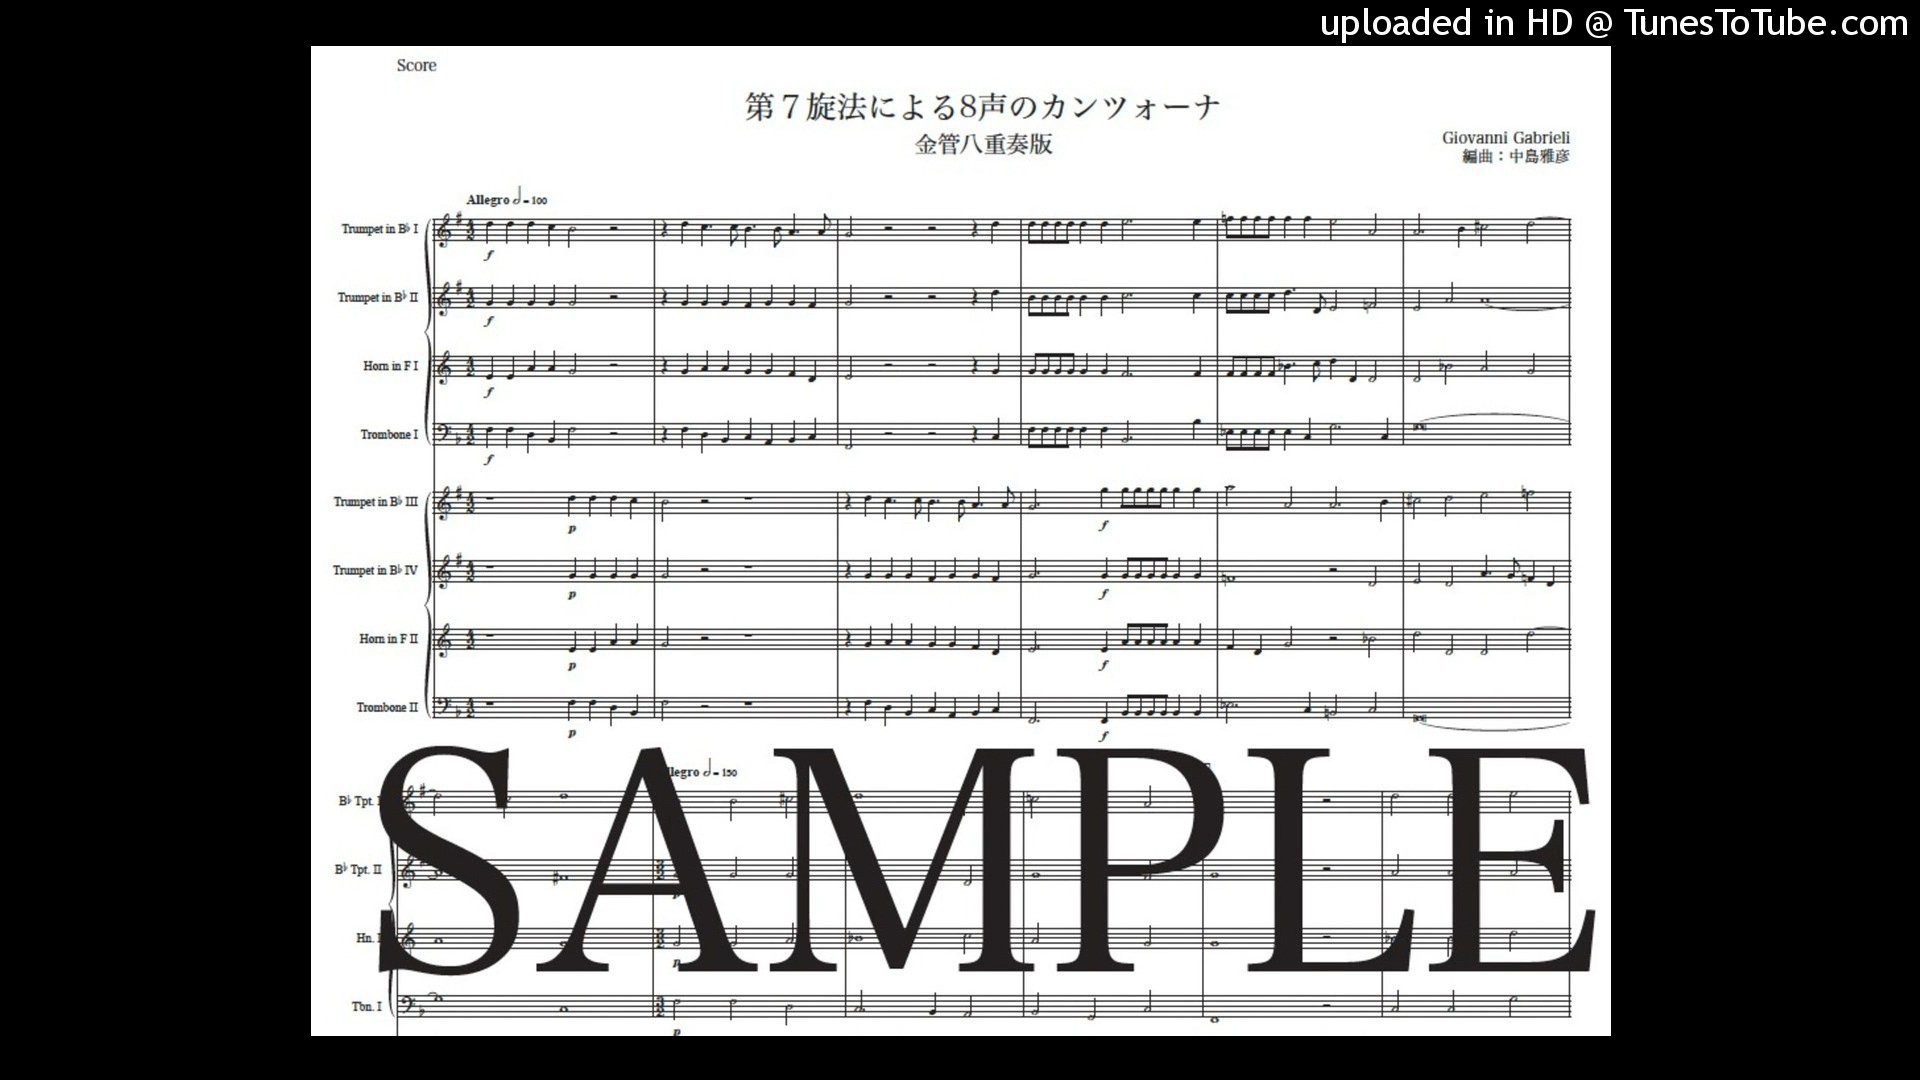 uploaded in HD @ TunesToTube.com
Score
第７旋法による8声のカンツォーナ
金管八重奏版
Giovanni Gabrieli
編曲：中島雅彦
Allegro 𝅗𝅥 = 100
Trumpet in B♭ I
f
Trumpet in B♭ II
f
Horn in F I
f
Trombone I
f
Trumpet in B♭ III
p
f
Trumpet in B♭ IV
p
f
Horn in F II
p
f
Trombone II
p
f
SAMPLE
B♭ Tpt. I
B♭ Tpt. II
Hn. I
p
Tbn. I
p